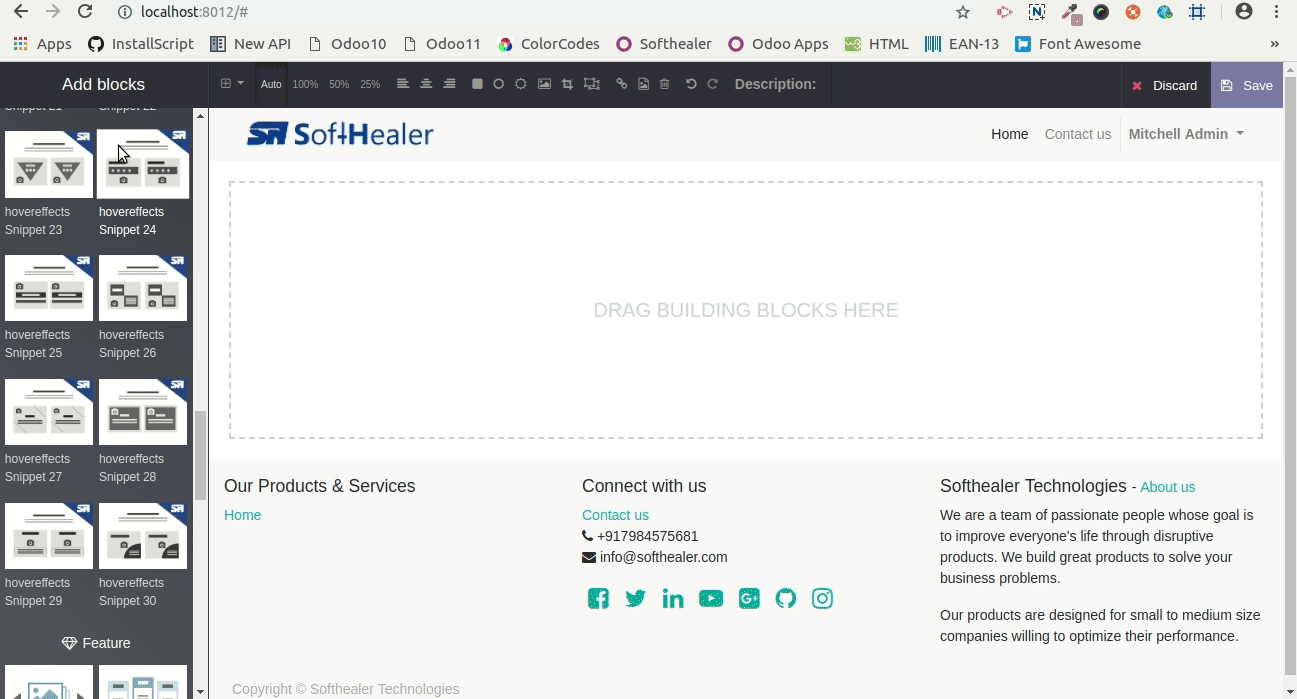 localhost:8012/#
Apps InstallScript New API Odoo10 Odoo11 ColorCodes Softhealer Odoo Apps HTML EAN-13 Font Awesome »
Add blocks
Auto 100% 50% 25% Description: Discard Save
Snippet 21 Snippet 22
SoftHealer
Home Contact us Mitchell Admin
hovereffects Snippet 23
hovereffects Snippet 24
hovereffects Snippet 25
hovereffects Snippet 26
hovereffects Snippet 27
hovereffects Snippet 28
hovereffects Snippet 29
hovereffects Snippet 30
Feature
DRAG BUILDING BLOCKS HERE
Our Products & Services
Home
Connect with us
Contact us
+917984575681
info@softhealer.com
Softhealer Technologies - About us
We are a team of passionate people whose goal is
to improve everyone's life through disruptive
products. We build great products to solve your
business problems.
Our products are designed for small to medium size
companies willing to optimize their performance.
Copyright © Softhealer Technologies